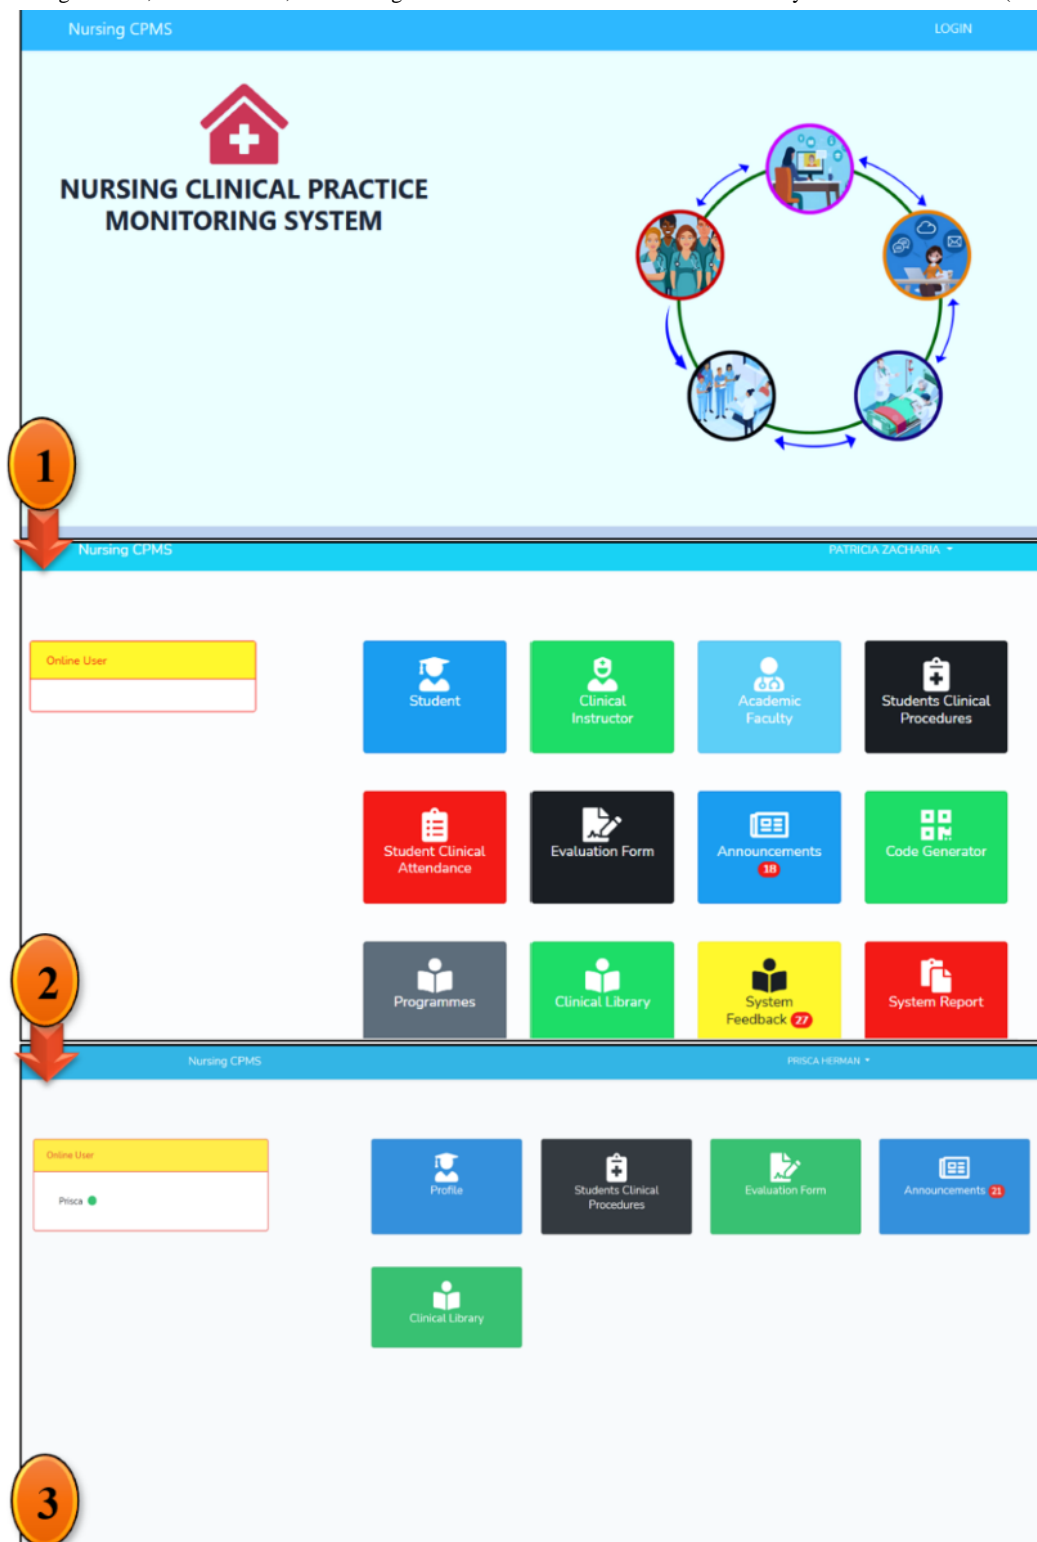 Nursing CPMS
LOGIN
NURSING CLINICAL PRACTICE
MONITORING SYSTEM
1
Nursing CPMS
PATRICIA ZACHARIA
Online User
Student
Clinical
Instructor
Academic
Faculty
Students Clinical
Procedures
Student Clinical
Attendance
Evaluation Form
Announcements
18
Code Generator
2
Programmes
Clinical Library
System
Feedback 27
System Report
Nursing CPMS
PRISCA HERMAN
Online User
Prisca
Profile
Students Clinical
Procedures
Evaluation Form
Announcements 21
Clinical Library
3